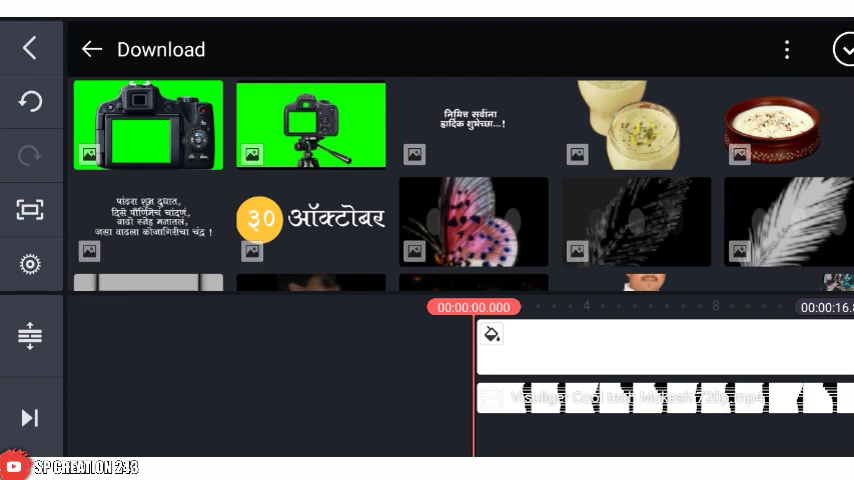 Download
निमित्त सर्वांना
हार्दिक शुभेच्छा...!
पांढरा शुभ्र दुधात,
दिसे पौर्णिमेचं चांदणं,
वाढो स्नेह मनातलं,
जसा वाढला कोजागिरीचा चंद्र !
३० ऑक्टोबर
00:00:00.000
4
8
00:00:16.8
SP CREATION 243